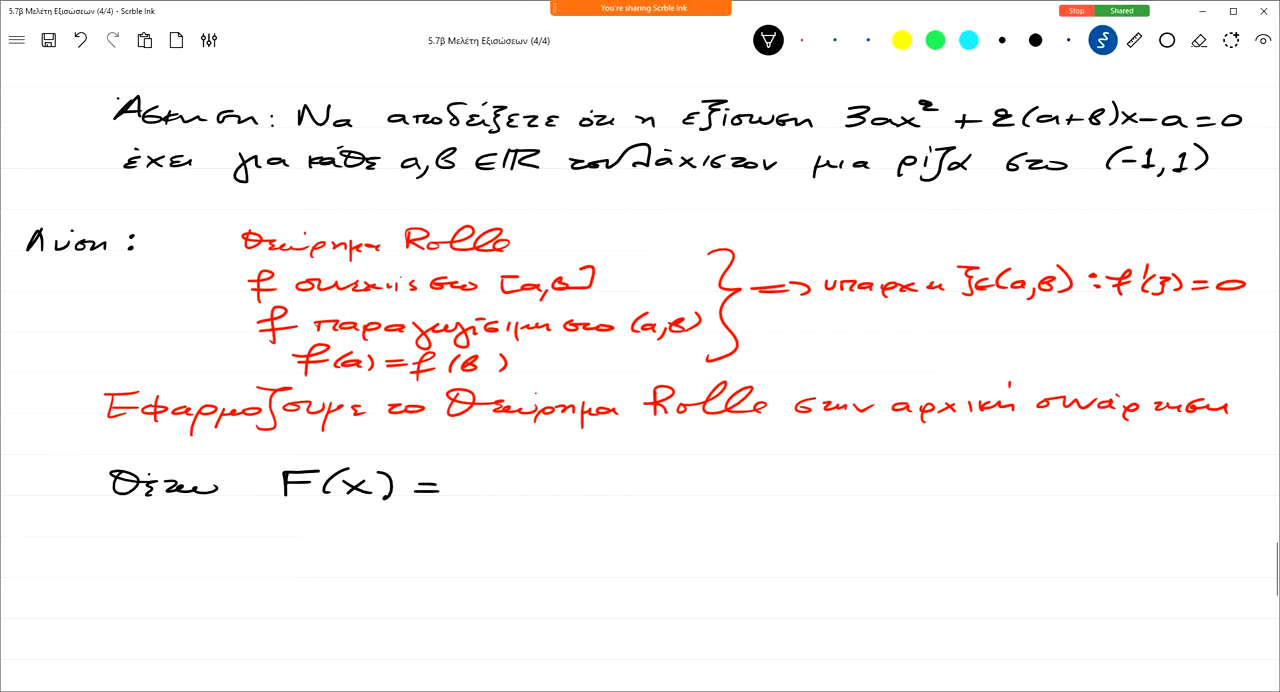 5.7β Μελέτη Εξισώσεων (4/4) - Scrble Ink
You're sharing Scrble Ink
Stop Shared
5.7β Μελέτη Εξισώσεων (4/4)
Άσκηση: Να αποδείξετε ότι η εξίσωση 3αx² + 2(α+β)x-α=0
έχει για κάθε α,β ∈ ℝ τουλάχιστον μια ρίζα στο (-1,1)
Λύση:
Θεώρημα Rolle
f συνεχής στο [α,β]
f παραγωγίσιμη στο (α,β)
f(α)=f(β)
=> υπάρχει ξ∈(α,β) : f'(ξ)=0
Εφαρμοζουμε το Θεώρημα Rolle στην αρχική συνάρτηση
Θέτω F(x) =